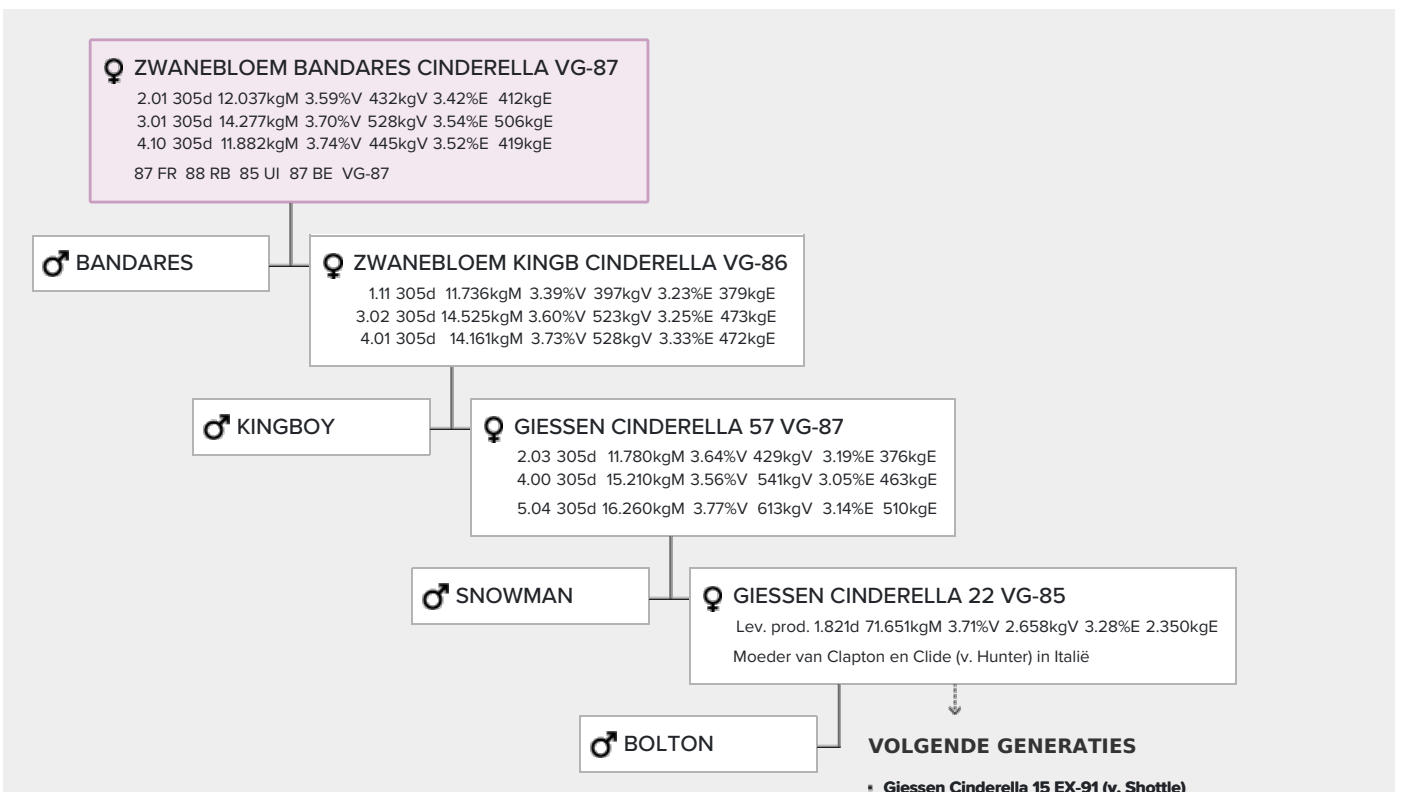 ZWANEBLOEM BANDARES CINDERELLA VG-87
2.01 305d 12.037kgM 3.59%V 432kgV 3.42%E 412kgE
3.01 305d 14.277kgM 3.70%V 528kgV 3.54%E 506kgE
4.10 305d 11.882kgM 3.74%V 445kgV 3.52%E 419kgE
87 FR 88 RB 85 UI 87 BE VG-87
BANDARES
ZWANEBLOEM KINGB CINDERELLA VG-86
1.11 305d 11.736kgM 3.39%V 397kgV 3.23%E 379kgE
3.02 305d 14.525kgM 3.60%V 523kgV 3.25%E 473kgE
4.01 305d 14.161kgM 3.73%V 528kgV 3.33%E 472kgE
KINGBOY
GIESSEN CINDERELLA 57 VG-87
2.03 305d 11.780kgM 3.64%V 429kgV 3.19%E 376kgE
4.00 305d 15.210kgM 3.56%V 541kgV 3.05%E 463kgE
5.04 305d 16.260kgM 3.77%V 613kgV 3.14%E 510kgE
SNOWMAN
GIESSEN CINDERELLA 22 VG-85
Lev. prod. 1.821d 71.651kgM 3.71%V 2.658kgV 3.28%E 2.350kgE
Moeder van Clapton en Clide (v. Hunter) in Italië
BOLTON
VOLGENDE GENERATIES
▪ Giessen Cinderella 15 EX-91 (v. Shottle)